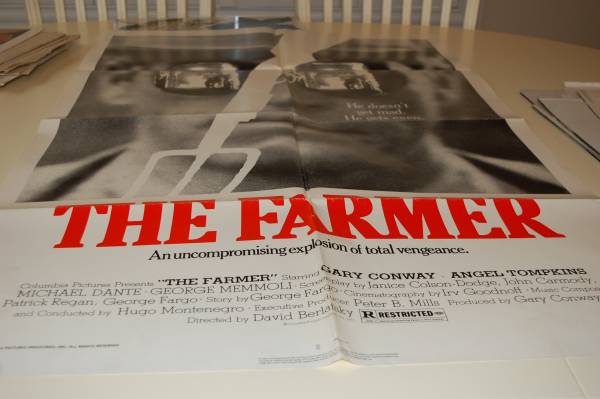 He doesn't
get mad.
He gets even.
THE FARMER
An uncompromising explosion of total vengeance.
Columbia Pictures Presents "THE FARMER" Starring GARY CONWAY · ANGEL TOMPKINS
MICHAEL DANTE · GEORGE MEMMOLI · Screenplay by Janice Colson-Dodge, John Carmody,
Patrick Regan, George Fargo · Story by George Fargo · Cinematography by Irv Goodnoff · Music Composed
and Conducted by Hugo Montenegro · Executive Producer Peter B. Mills Produced by Gary Conway
Directed by David Berlatsky R RESTRICTED